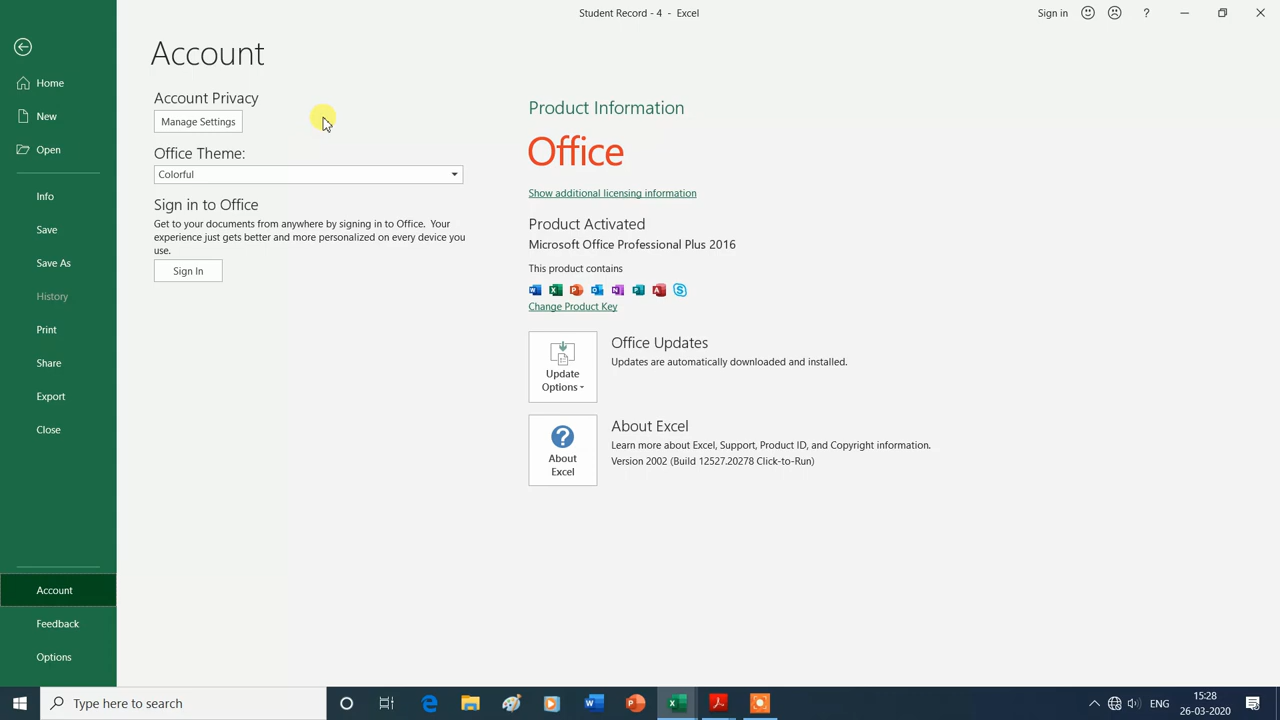 Student Record - 4 - Excel
Sign in
?
Account
Home
New
Open
Info
Save
Save As
History
Print
Share
Export
Close
Account
Feedback
Options
Account Privacy
Manage Settings
Office Theme:
Colorful
Sign in to Office
Get to your documents from anywhere by signing in to Office. Your
experience just gets better and more personalized on every device you
use.
Sign In
Product Information
Office
Show additional licensing information
Product Activated
Microsoft Office Professional Plus 2016
This product contains
Change Product Key
Update
Options
Office Updates
Updates are automatically downloaded and installed.
?
About
Excel
About Excel
Learn more about Excel, Support, Product ID, and Copyright information.
Version 2002 (Build 12527.20278 Click-to-Run)
Type here to search
ENG
15:28
26-03-2020